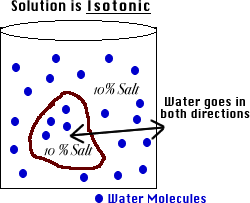 Solution is Isotonic
10% Salt
Water goes in
both directions
10 % Salt
Water Molecules